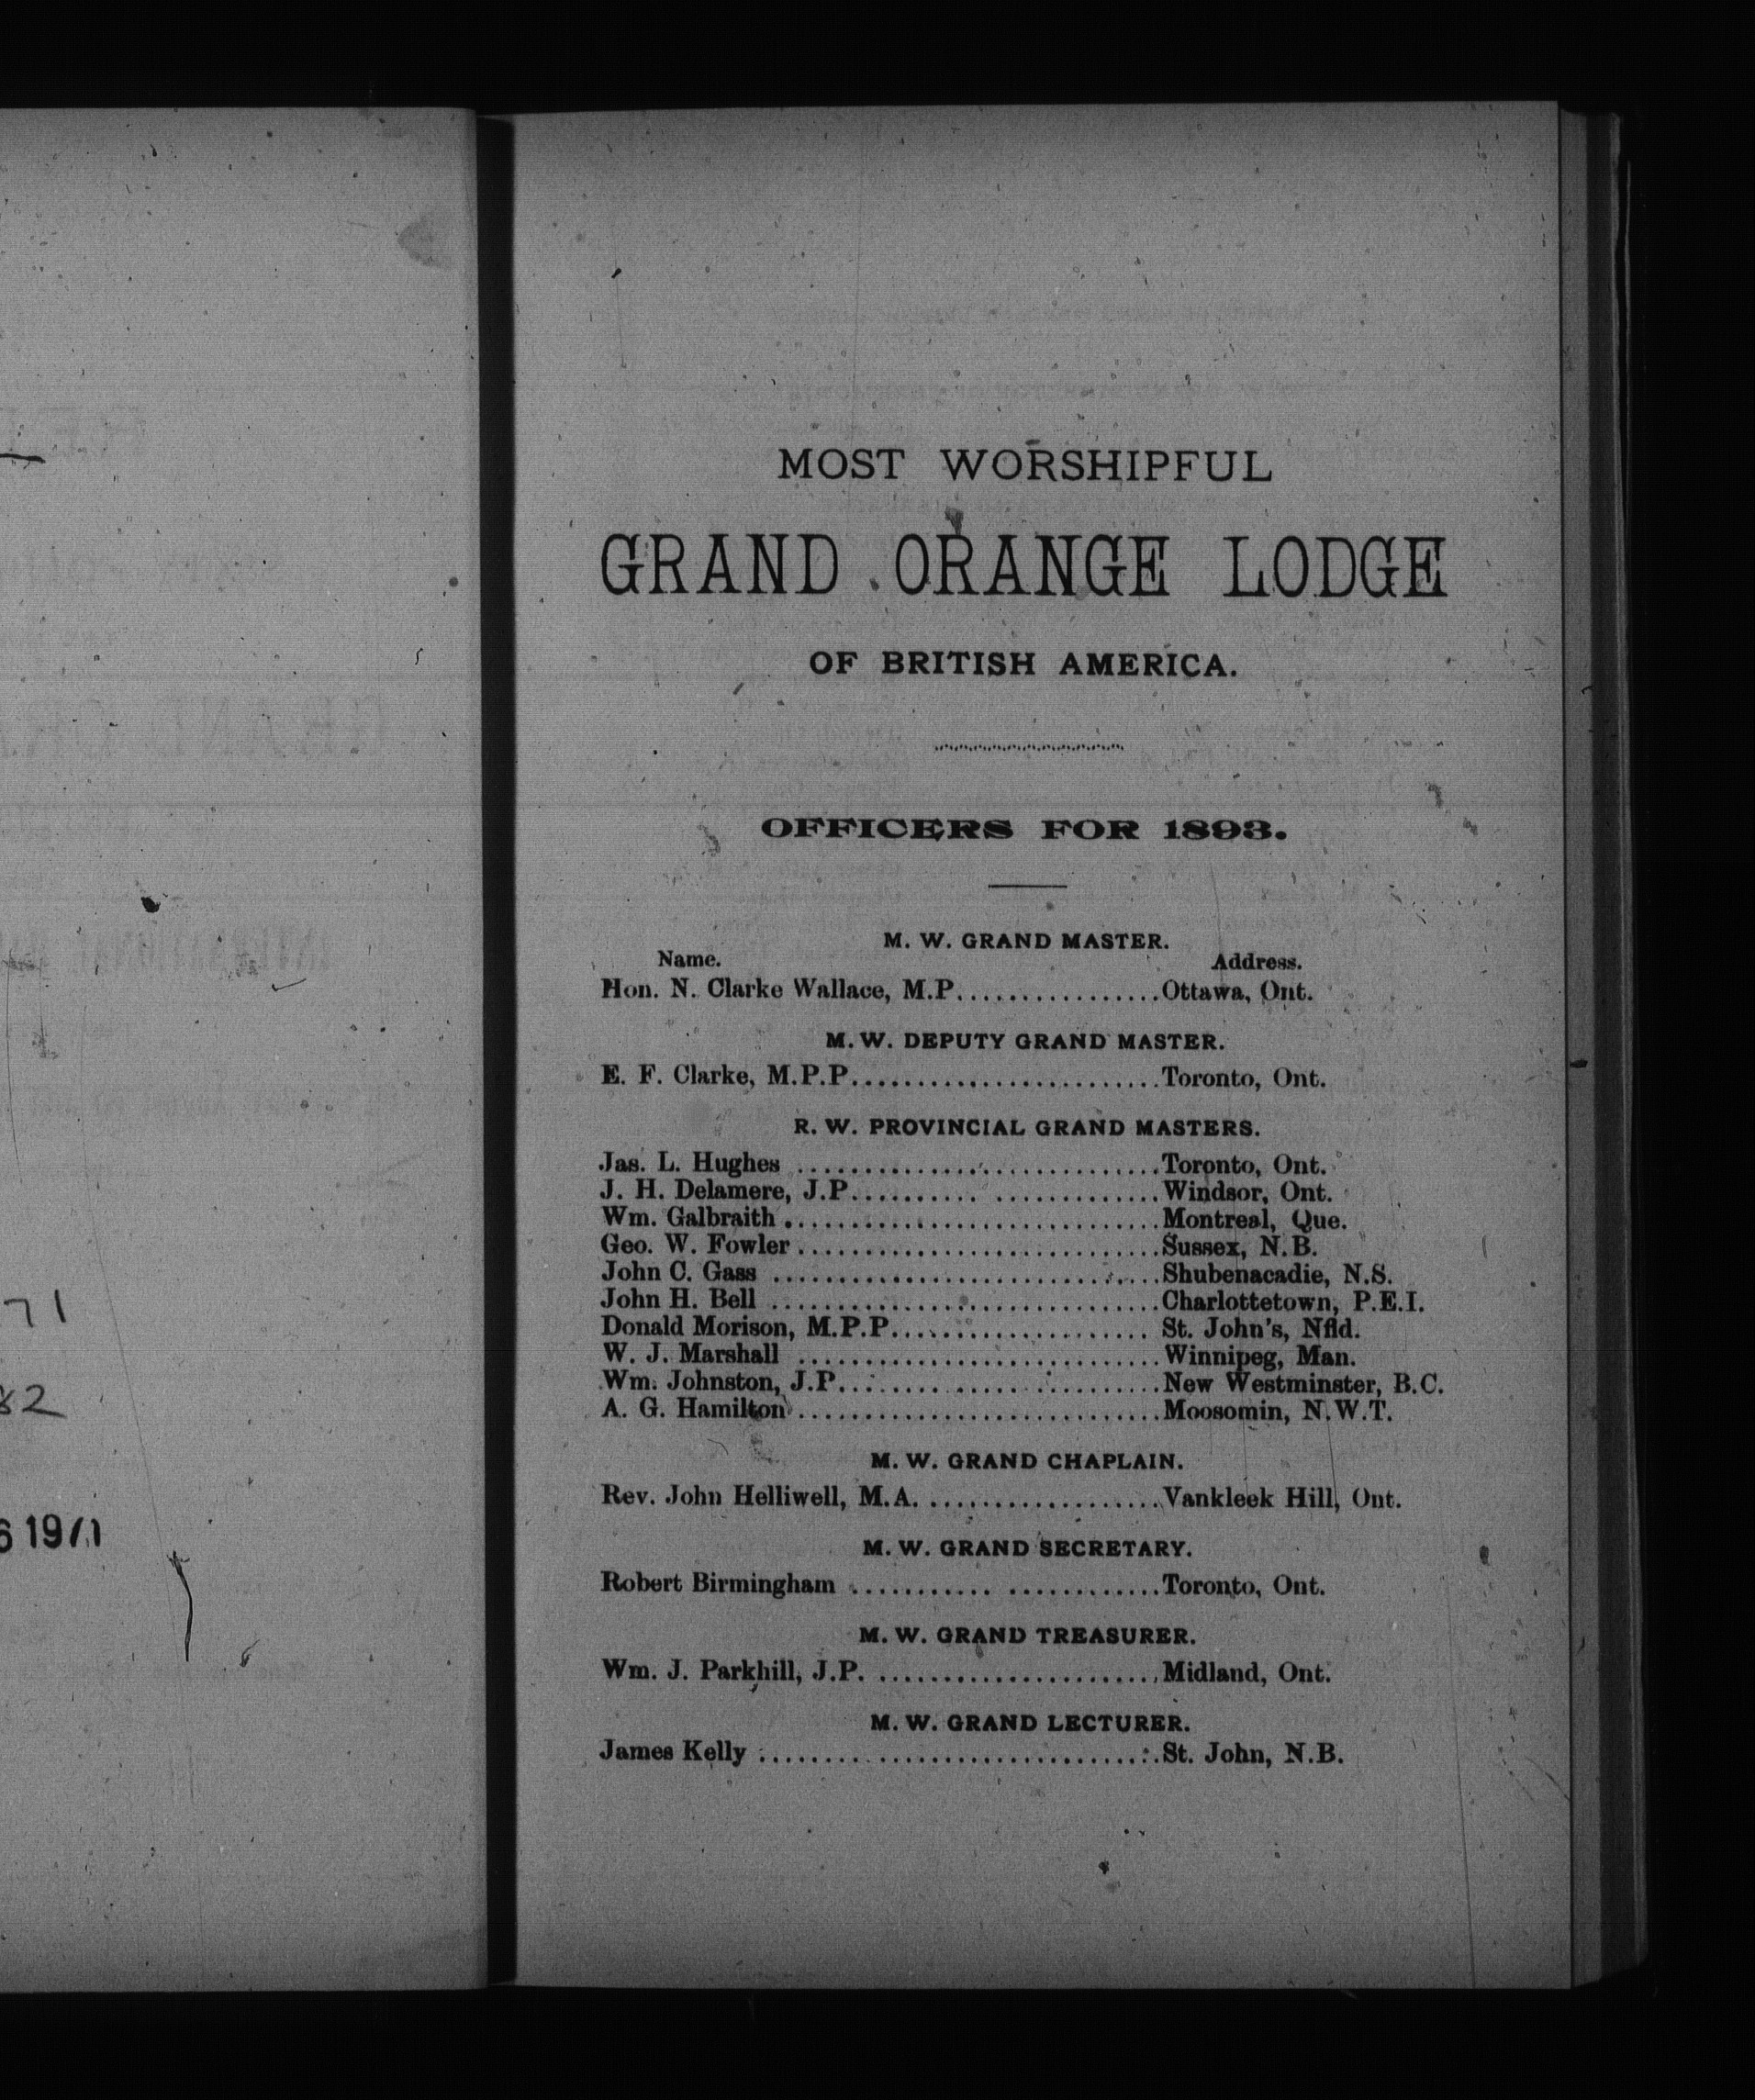 MOST WORSHIPFUL
GRAND ORANGE LODGE
OF BRITISH AMERICA.
OFFICERS FOR 1893.
M. W. GRAND MASTER.
Name. Address.
Hon. N. Clarke Wallace, M.P................Ottawa, Ont.
M. W. DEPUTY GRAND MASTER.
E. F. Clarke, M.P.P........................Toronto, Ont.
R. W. PROVINCIAL GRAND MASTERS.
Jas. L. Hughes ............................Toronto, Ont.
J. H. Delamere, J.P.......... .............Windsor, Ont.
Wm. Galbraith .............................Montreal, Que.
Geo. W. Fowler ............................Sussex, N.B.
John C. Gass ..............................Shubenacadie, N.S.
John H. Bell ..............................Charlottetown, P.E.I.
Donald Morison, M.P.P.................... St. John's, Nfld.
W. J. Marshall ............................Winnipeg, Man.
Wm. Johnston, J.P.........................New Westminster, B.C.
A. G. Hamilton ............................Moosomin, N.W.T.
M. W. GRAND CHAPLAIN.
Rev. John Helliwell, M.A. ..................Vankleek Hill, Ont.
M. W. GRAND SECRETARY.
Robert Birmingham ........... ............Toronto, Ont.
M. W. GRAND TREASURER.
Wm. J. Parkhill, J.P. ......................Midland, Ont.
M. W. GRAND LECTURER.
James Kelly ...............................St. John, N.B.
71
82
6 1971